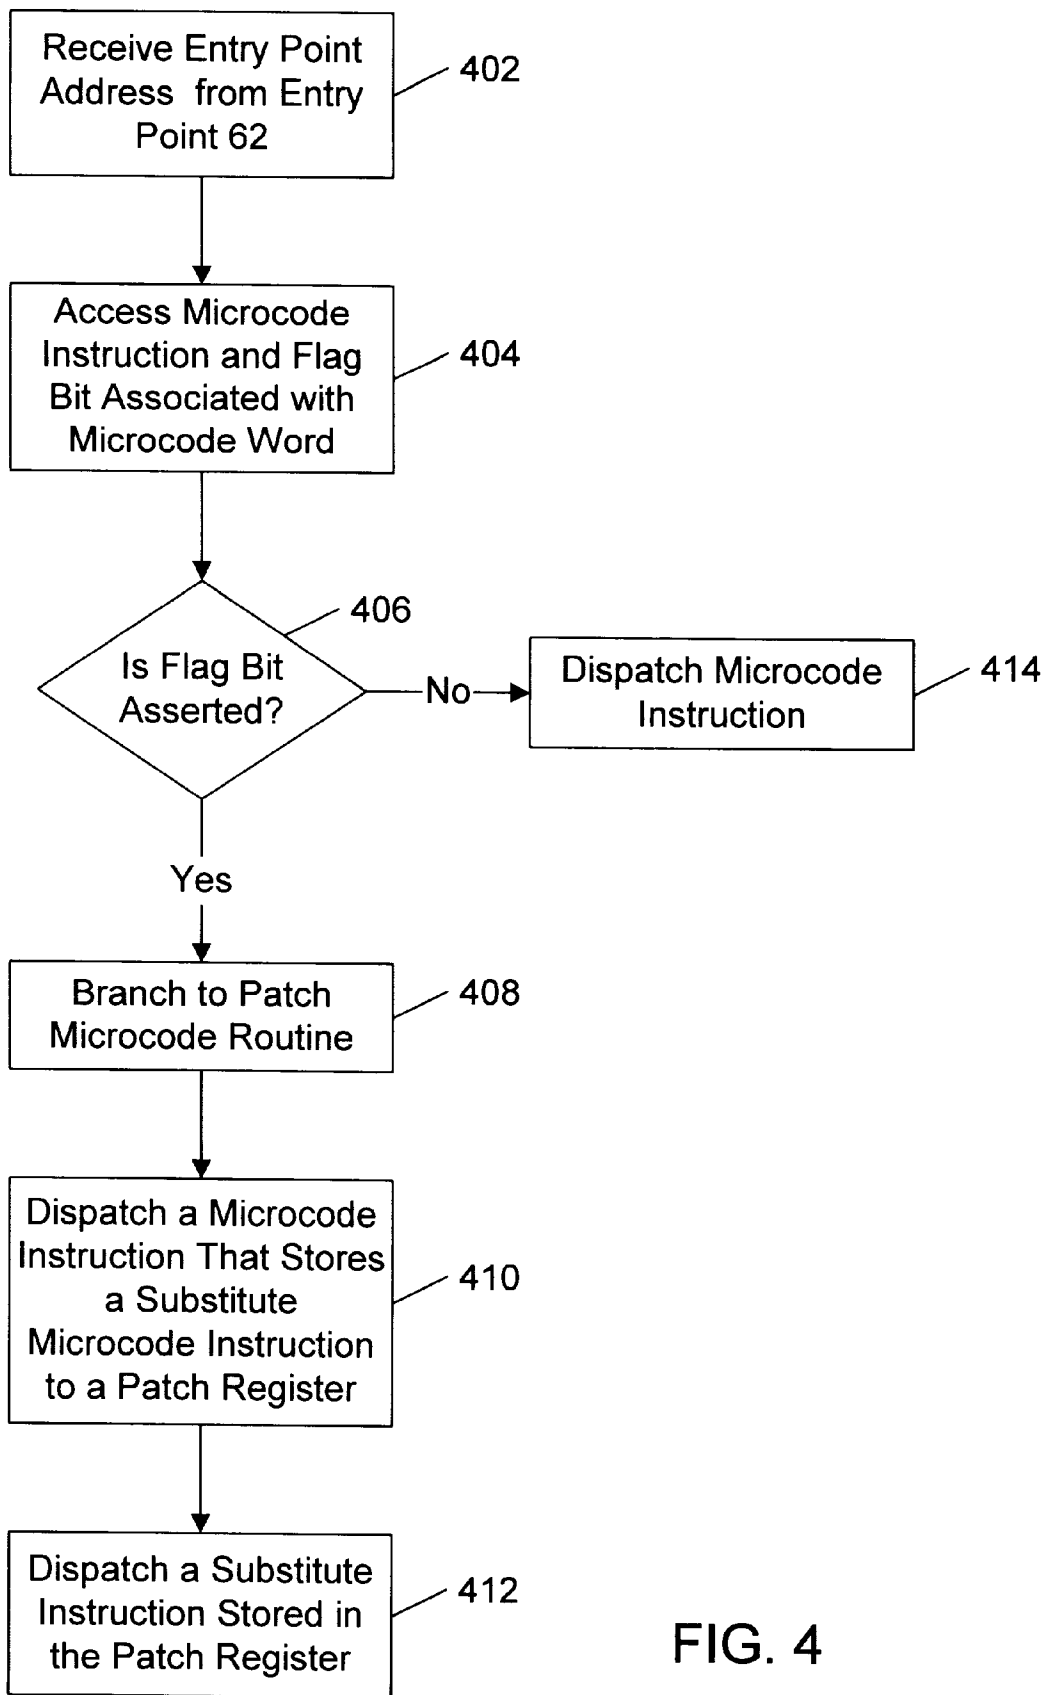 Receive Entry Point
Address from Entry
Point 62
402
Access Microcode
Instruction and Flag
Bit Associated with
Microcode Word
404
406
Is Flag Bit
Asserted?
No
Dispatch Microcode
Instruction
414
Yes
Branch to Patch
Microcode Routine
408
Dispatch a Microcode
Instruction That Stores
a Substitute
Microcode Instruction
to a Patch Register
410
Dispatch a Substitute
Instruction Stored in
the Patch Register
412
FIG. 4